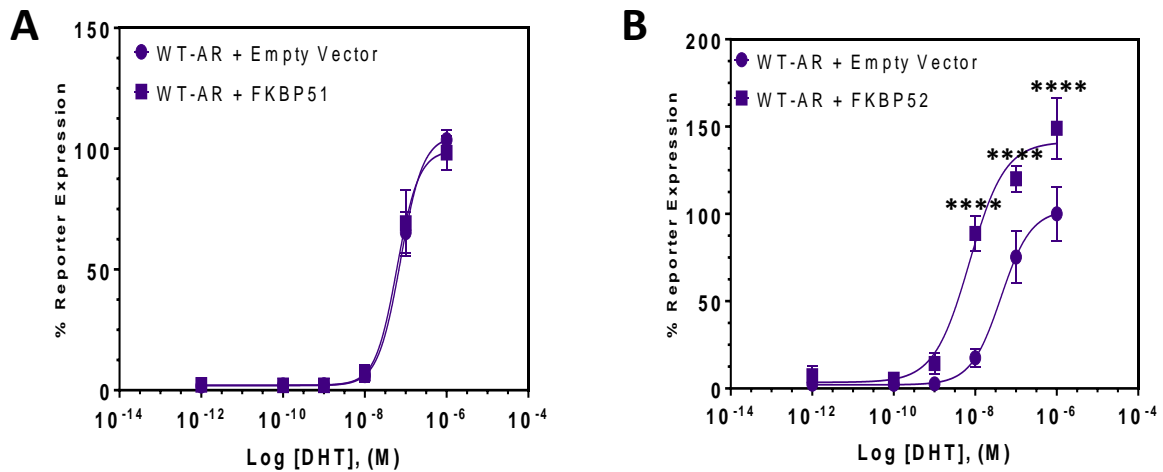 A
150
100
50
0
% Reporter Expression
WT-AR + Empty Vector
WT-AR + FKBP51
10-14 10-12 10-10 10-8 10-6 10-4
Log [DHT], (M)
B
200
150
100
50
0
% Reporter Expression
WT-AR + Empty Vector
WT-AR + FKBP52
****
****
****
10-14 10-12 10-10 10-8 10-6 10-4
Log [DHT], (M)